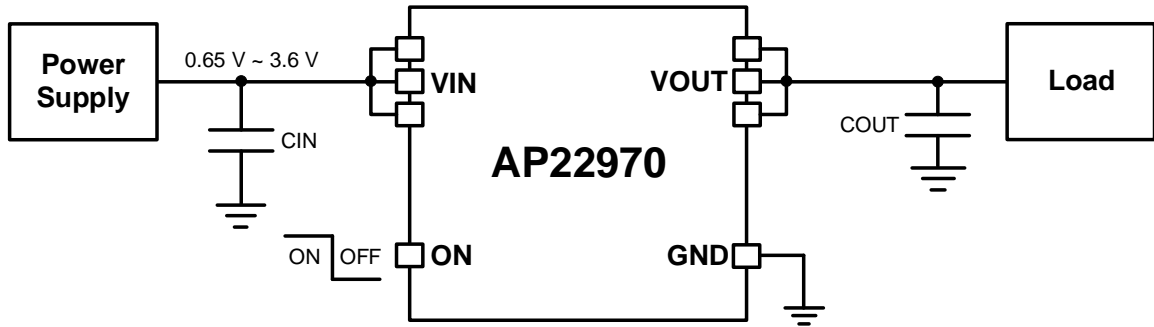 Power
Supply
0.65 V ~ 3.6 V
CIN
VIN
VOUT
AP22970
ON OFF
ON
GND
COUT
Load